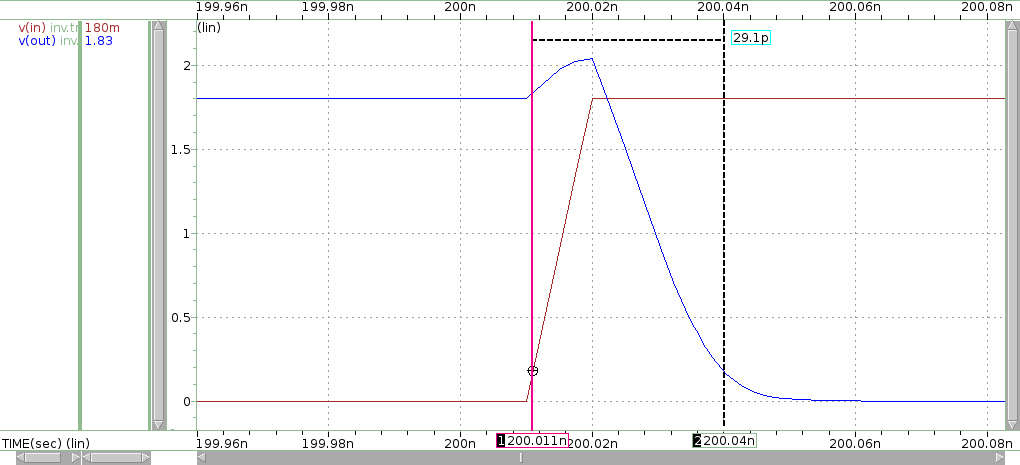 199.96n 199.98n 200n 200.02n 200.04n 200.06n 200.08n
v(in) inv.tr 180m
v(out) inv. 1.83
(lin)
29.1p
2
1.5
1
0.5
0
TIME(sec) (lin)
199.96n 199.98n 200n 1 200.011n 200.02n 2 200.04n 200.06n 200.08n